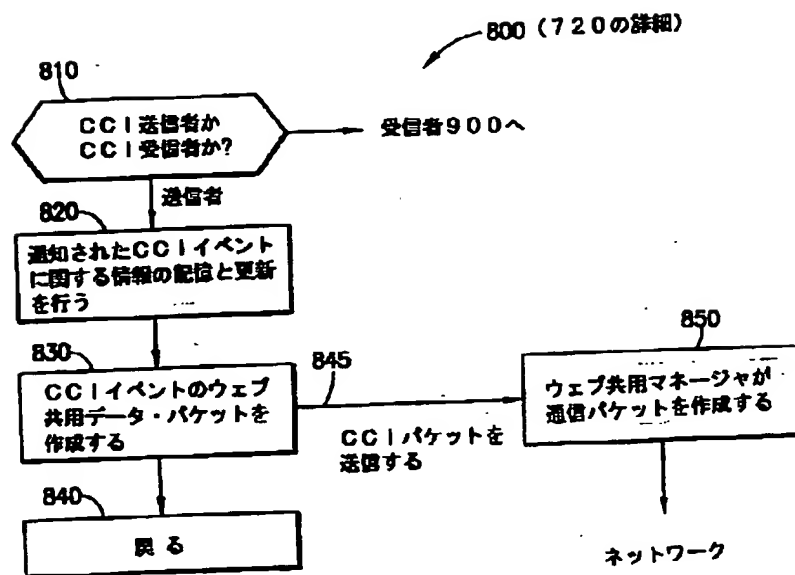 800(720の詳細)
810
CCI送信者か
CCI受信者か?
受信者900へ
送信者
820
通知されたCCIイベント
に関する情報の記憶と更新
を行う
830
CCIイベントのウェブ
共用データ・パケットを
作成する
845
CCIパケットを
送信する
850
ウェブ共用マネージャが
通信パケットを作成する
840
戻る
ネットワーク